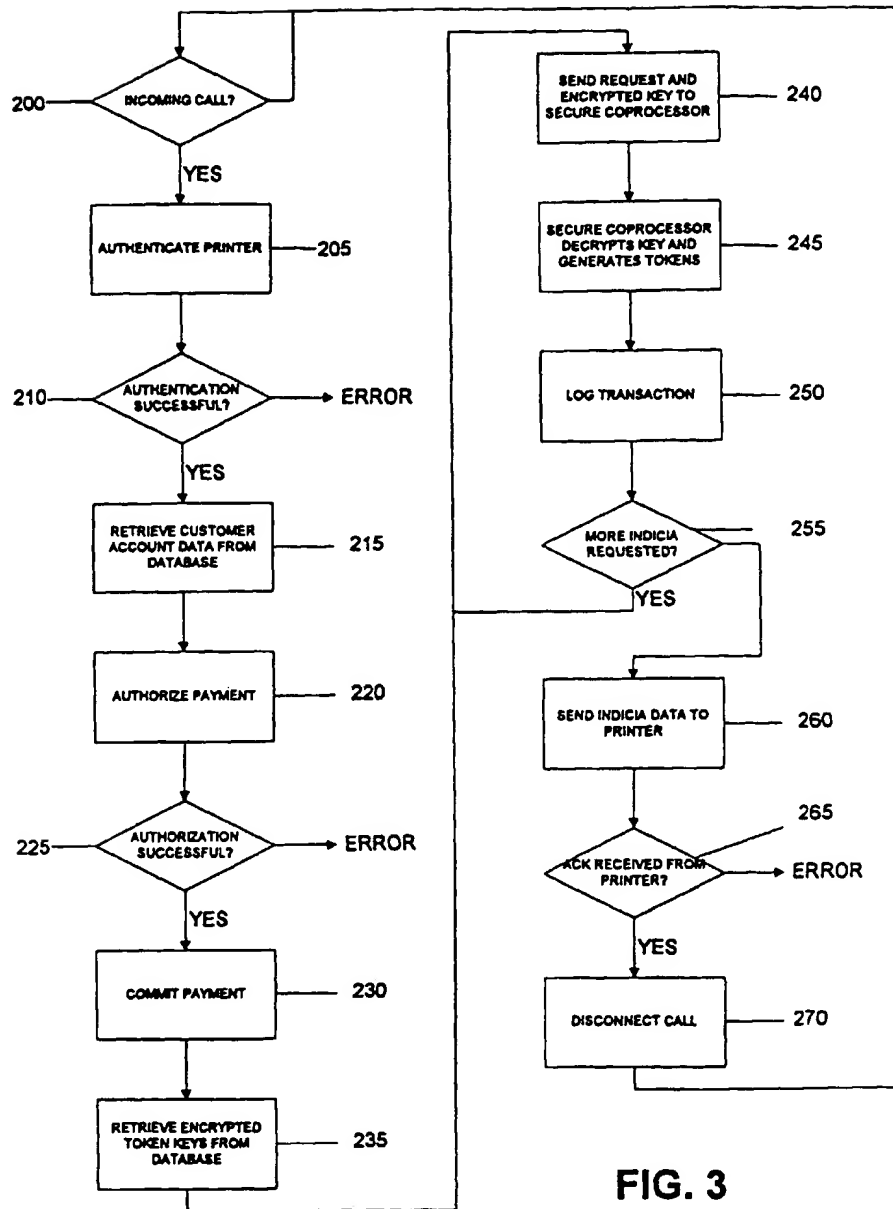 INCOMING CALL?
200
YES
AUTHENTICATE PRINTER
205
AUTHENTICATION
SUCCESSFUL?
210
ERROR
YES
RETRIEVE CUSTOMER
ACCOUNT DATA FROM
DATABASE
215
AUTHORIZE PAYMENT
220
AUTHORIZATION
SUCCESSFUL?
225
ERROR
YES
COMMIT PAYMENT
230
RETRIEVE ENCRYPTED
TOKEN KEYS FROM
DATABASE
235
SEND REQUEST AND
ENCRYPTED KEY TO
SECURE COPROCESSOR
240
SECURE COPROCESSOR
DECRYPTS KEY AND
GENERATES TOKENS
245
LOG TRANSACTION
250
MORE INDICIA
REQUESTED?
255
YES
SEND INDICIA DATA TO
PRINTER
260
ACK RECEIVED FROM
PRINTER?
265
ERROR
YES
DISCONNECT CALL
270
FIG. 3